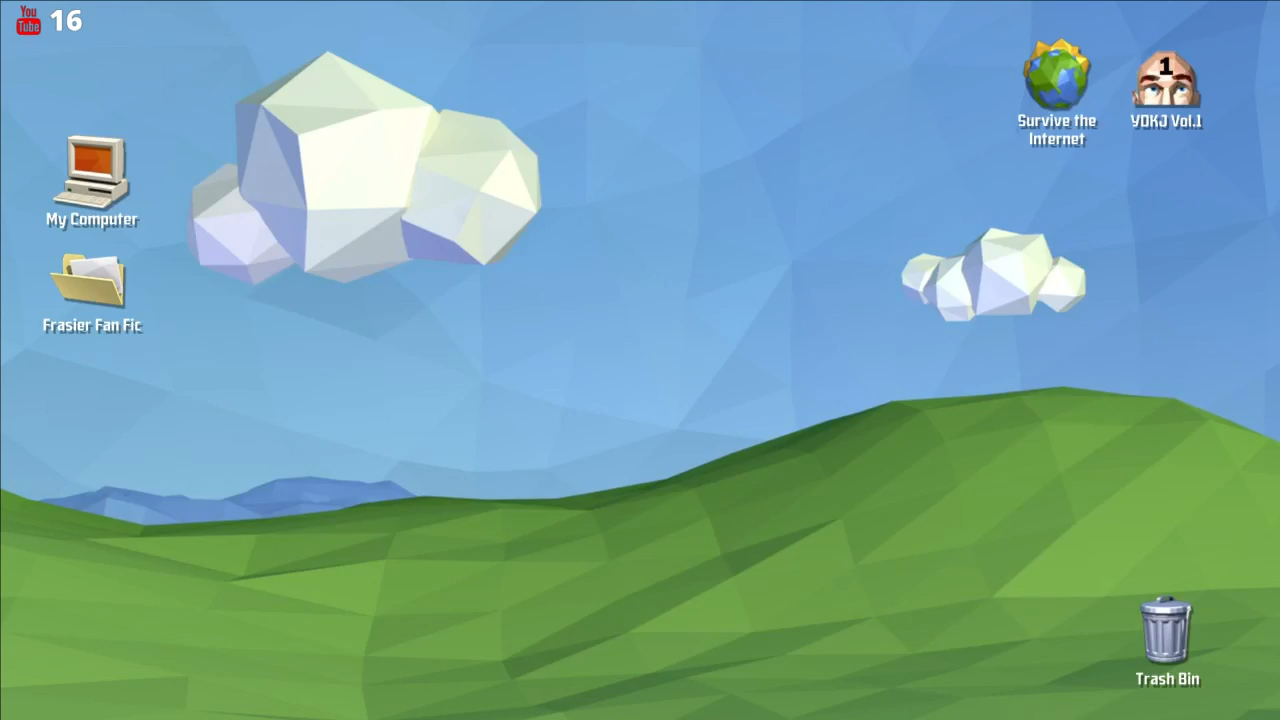 You
Tube
16
1
Survive the
Internet
YDKJ Vol.1
My Computer
Frasier Fan Fic
Trash Bin